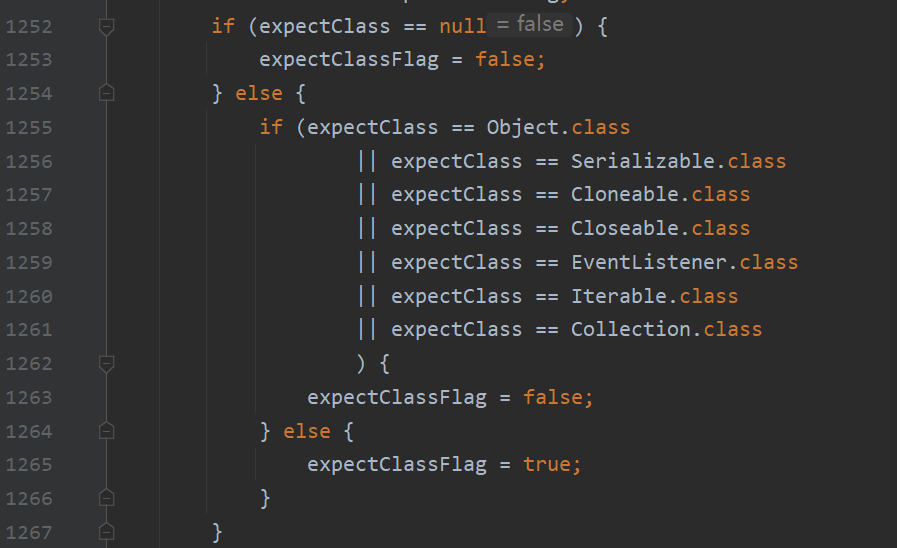 1252 if (expectClass == null = false ) {
1253 expectClassFlag = false;
1254 } else {
1255 if (expectClass == Object.class
1256 || expectClass == Serializable.class
1257 || expectClass == Cloneable.class
1258 || expectClass == Closeable.class
1259 || expectClass == EventListener.class
1260 || expectClass == Iterable.class
1261 || expectClass == Collection.class
1262 ) {
1263 expectClassFlag = false;
1264 } else {
1265 expectClassFlag = true;
1266 }
1267 }